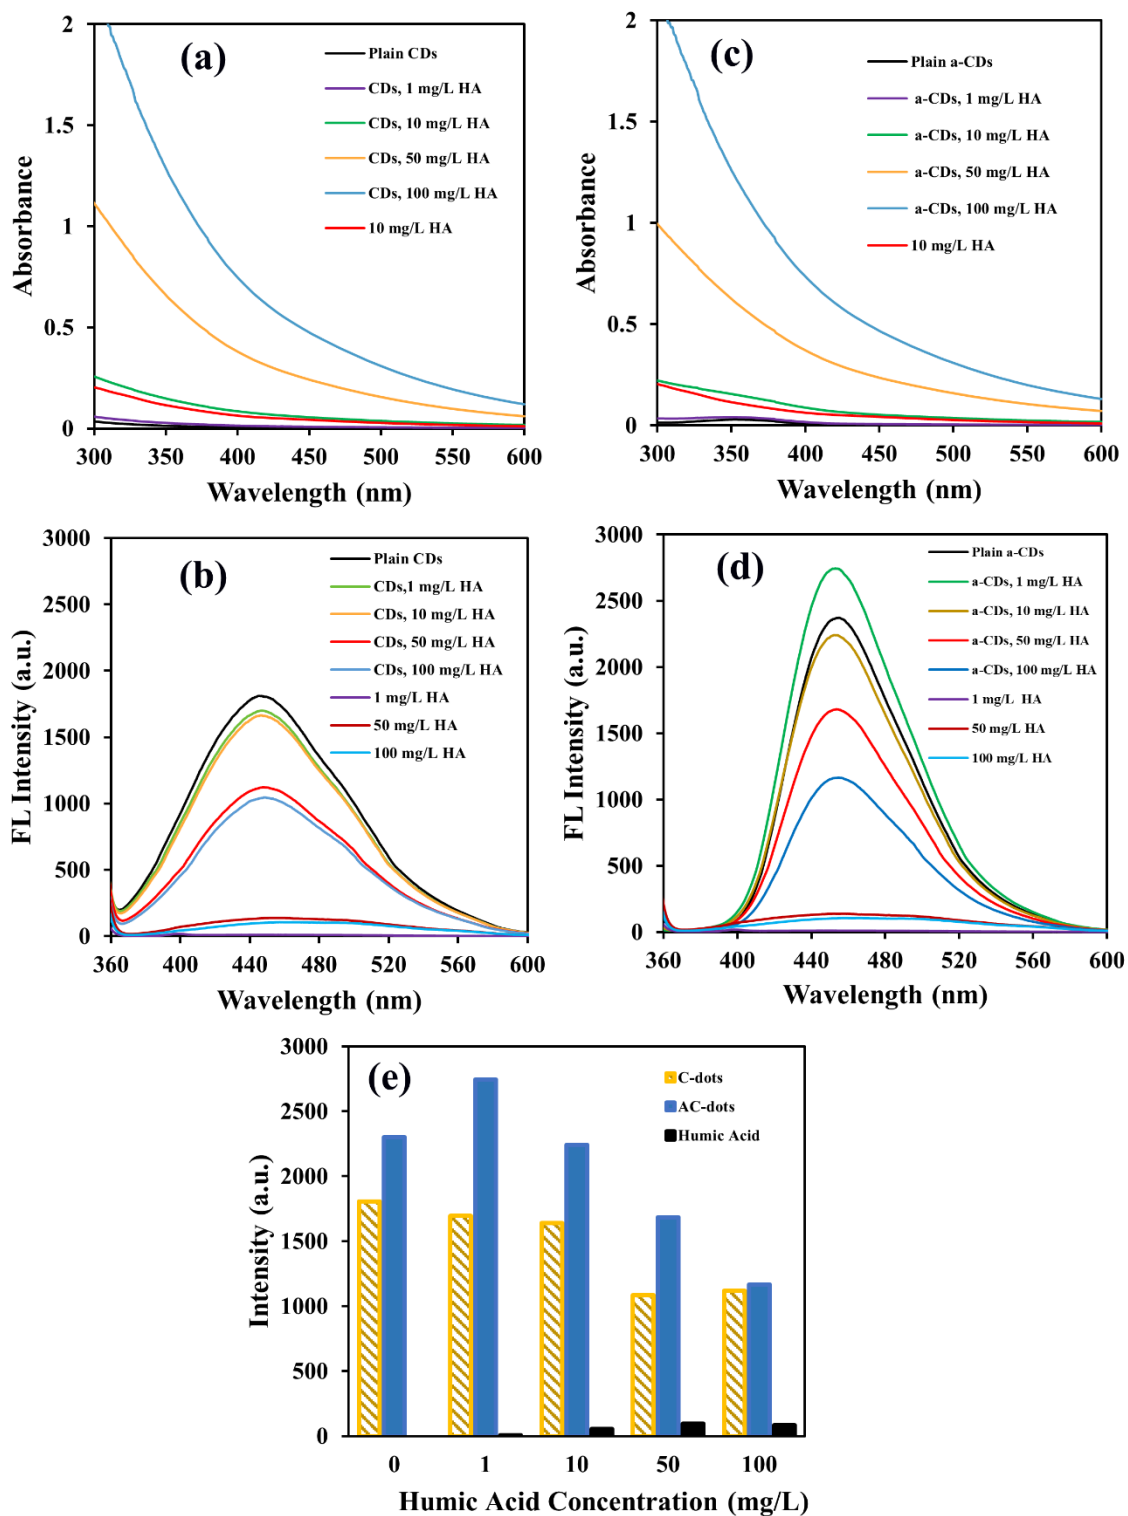 (a)
2
1.5
1
0.5
0
Absorbance
Plain CDs
CDs, 1 mg/L HA
CDs, 10 mg/L HA
CDs, 50 mg/L HA
CDs, 100 mg/L HA
10 mg/L HA
300 350 400 450 500 550 600
Wavelength (nm)
(c)
2
1.5
1
0.5
0
Absorbance
Plain a-CDs
a-CDs, 1 mg/L HA
a-CDs, 10 mg/L HA
a-CDs, 50 mg/L HA
a-CDs, 100 mg/L HA
10 mg/L HA
300 350 400 450 500 550 600
Wavelength (nm)
(b)
3000
2500
2000
1500
1000
500
0
FL Intensity (a.u.)
Plain CDs
CDs,1 mg/L HA
CDs, 10 mg/L HA
CDs, 50 mg/L HA
CDs, 100 mg/L HA
1 mg/L HA
50 mg/L HA
100 mg/L HA
360 400 440 480 520 560 600
Wavelength (nm)
(d)
3000
2500
2000
1500
1000
500
0
FL Intensity (a.u.)
Plain a-CDs
a-CDs, 1 mg/L HA
a-CDs, 10 mg/L HA
a-CDs, 50 mg/L HA
a-CDs, 100 mg/L HA
1 mg/L HA
50 mg/L HA
100 mg/L HA
360 400 440 480 520 560 600
Wavelength (nm)
(e)
3000
2500
2000
1500
1000
500
0
Intensity (a.u.)
C-dots
AC-dots
Humic Acid
0 1 10 50 100
Humic Acid Concentration (mg/L)